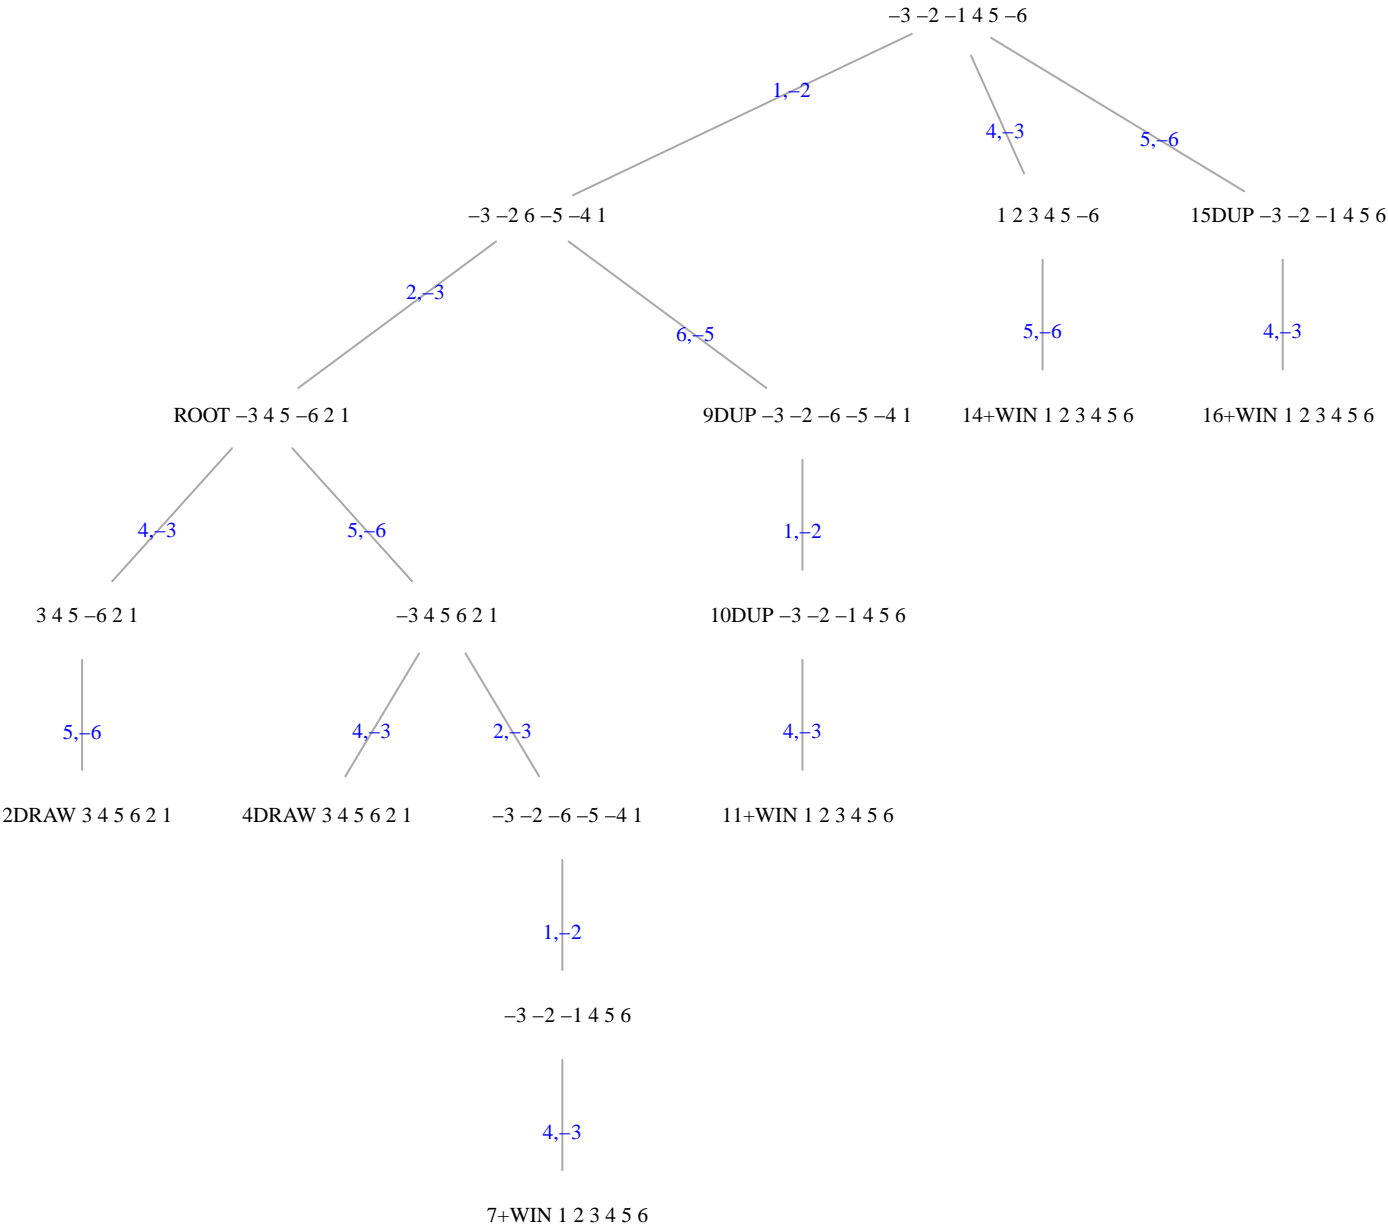 –3 –2 –1 4 5 –6
1,–2
4,–3
5,–6
–3 –2 6 –5 –4 1
1 2 3 4 5 –6
15DUP –3 –2 –1 4 5 6
2,–3
6,–5
5,–6
4,–3
ROOT –3 4 5 –6 2 1
9DUP –3 –2 –6 –5 –4 1
14+WIN 1 2 3 4 5 6
16+WIN 1 2 3 4 5 6
4,–3
5,–6
1,–2
3 4 5 –6 2 1
–3 4 5 6 2 1
10DUP –3 –2 –1 4 5 6
5,–6
4,–3
2,–3
4,–3
2DRAW 3 4 5 6 2 1
4DRAW 3 4 5 6 2 1
–3 –2 –6 –5 –4 1
11+WIN 1 2 3 4 5 6
1,–2
–3 –2 –1 4 5 6
4,–3
7+WIN 1 2 3 4 5 6